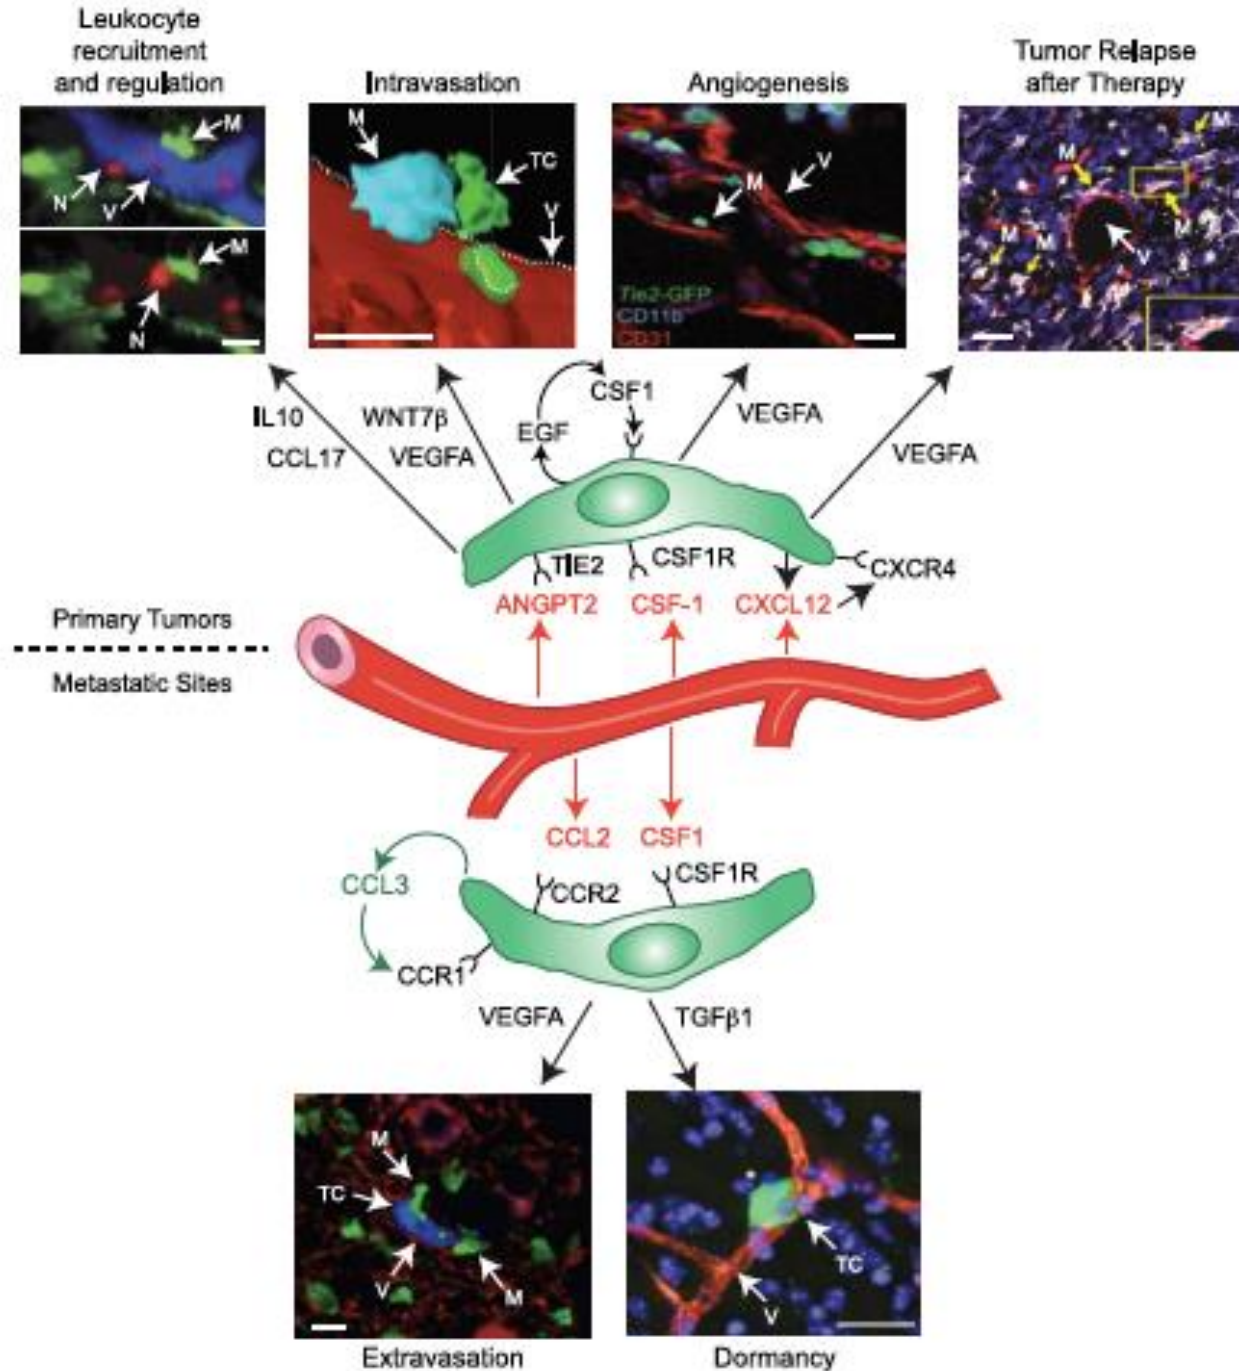 Leukocyte
recruitment
and regulation
Intravasation
Angiogenesis
Tumor Relapse
after Therapy
M
N
V
M
N
M
TC
V
M
V
Tie2-GFP
CD11b
CD31
M
M
M
M
M
V
IL10
CCL17
WNT7β
VEGFA
EGF
CSF1
VEGFA
VEGFA
TIE2
CSF1R
CXCR4
ANGPT2
CSF-1
CXCL12
Primary Tumors
Metastatic Sites
CCL2
CSF1
CCL3
CCR2
CSF1R
CCR1
VEGFA
TGFβ1
M
TC
V
M
TC
V
Extravasation
Dormancy